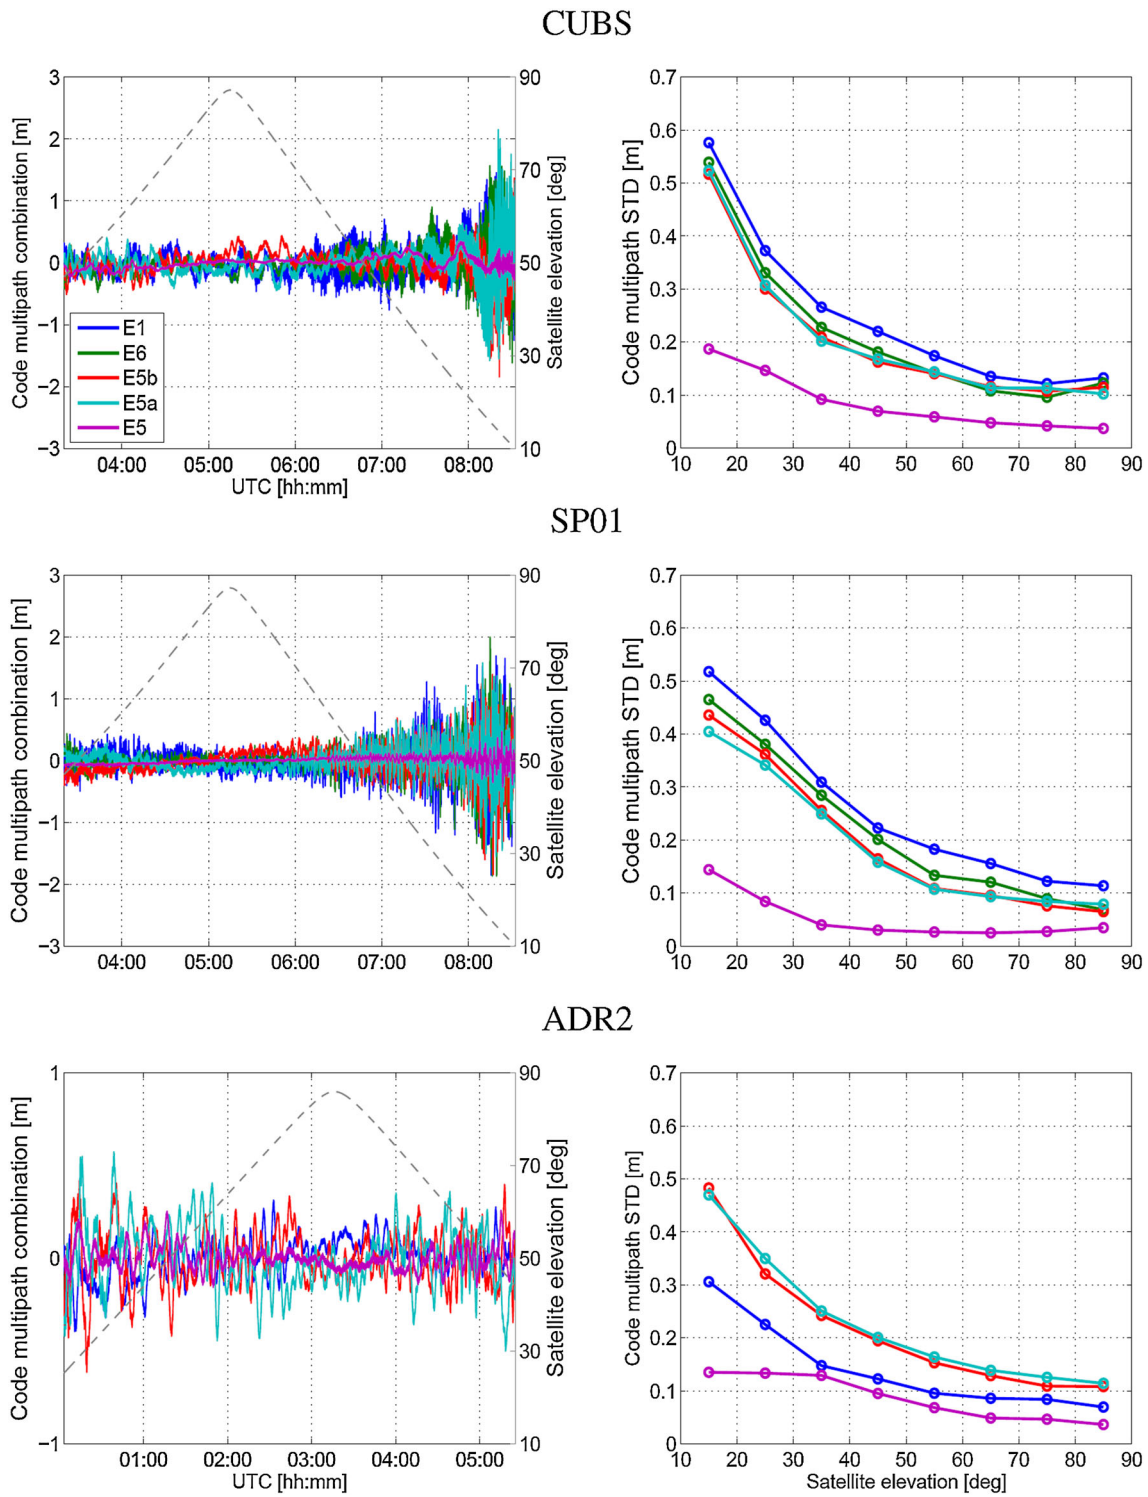 CUBS
Code multipath combination [m]
3
2
1
0
−1
−2
−3
90
70
50
30
10
Satellite elevation [deg]
E1
E6
E5b
E5a
E5
04:00 05:00 06:00 07:00 08:00
UTC [hh:mm]
Code multipath STD [m]
0.7
0.6
0.5
0.4
0.3
0.2
0.1
0
10 20 30 40 50 60 70 80 90
SP01
Code multipath combination [m]
3
2
1
0
−1
−2
−3
90
70
50
30
10
Satellite elevation [deg]
04:00 05:00 06:00 07:00 08:00
Code multipath STD [m]
0.7
0.6
0.5
0.4
0.3
0.2
0.1
0
10 20 30 40 50 60 70 80 90
ADR2
Code multipath combination [m]
1
0
−1
90
70
50
30
10
Satellite elevation [deg]
01:00 02:00 03:00 04:00 05:00
UTC [hh:mm]
Code multipath STD [m]
0.7
0.6
0.5
0.4
0.3
0.2
0.1
0
10 20 30 40 50 60 70 80 90
Satellite elevation [deg]